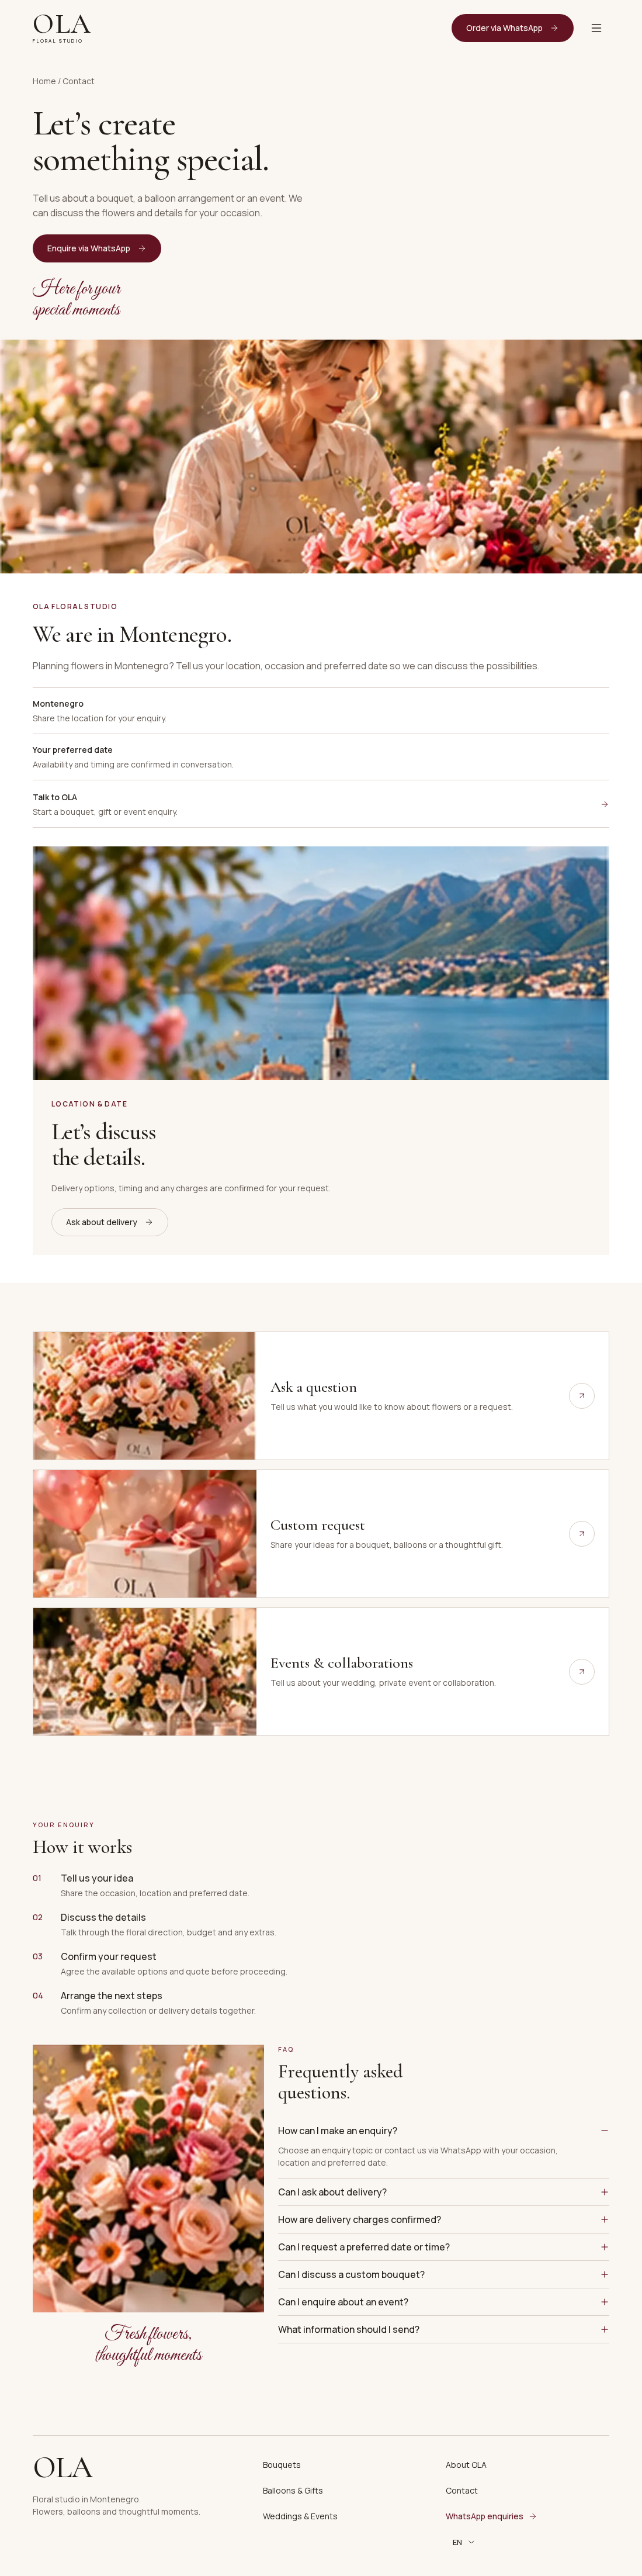 OLA
FLORAL STUDIO
Order via WhatsApp
Home / Contact
Let’s create
something special.
Tell us about a bouquet, a balloon arrangement or an event. We
can discuss the flowers and details for your occasion.
Enquire via WhatsApp
Here for your
special moments
OLA
OLA FLORAL STUDIO
We are in Montenegro.
Planning flowers in Montenegro? Tell us your location, occasion and preferred date so we can discuss the possibilities.
Montenegro
Share the location for your enquiry.
Your preferred date
Availability and timing are confirmed in conversation.
Talk to OLA
Start a bouquet, gift or event enquiry.
LOCATION & DATE
Let’s discuss
the details.
Delivery options, timing and any charges are confirmed for your request.
Ask about delivery
OLA
Ask a question
Tell us what you would like to know about flowers or a request.
OLA
Custom request
Share your ideas for a bouquet, balloons or a thoughtful gift.
Events & collaborations
Tell us about your wedding, private event or collaboration.
YOUR ENQUIRY
How it works
01
Tell us your idea
Share the occasion, location and preferred date.
02
Discuss the details
Talk through the floral direction, budget and any extras.
03
Confirm your request
Agree the available options and quote before proceeding.
04
Arrange the next steps
Confirm any collection or delivery details together.
Fresh flowers,
thoughtful moments
FAQ
Frequently asked
questions.
How can I make an enquiry?
Choose an enquiry topic or contact us via WhatsApp with your occasion,
location and preferred date.
Can I ask about delivery?
How are delivery charges confirmed?
Can I request a preferred date or time?
Can I discuss a custom bouquet?
Can I enquire about an event?
What information should I send?
OLA
Floral studio in Montenegro.
Flowers, balloons and thoughtful moments.
Bouquets
Balloons & Gifts
Weddings & Events
About OLA
Contact
WhatsApp enquiries
EN